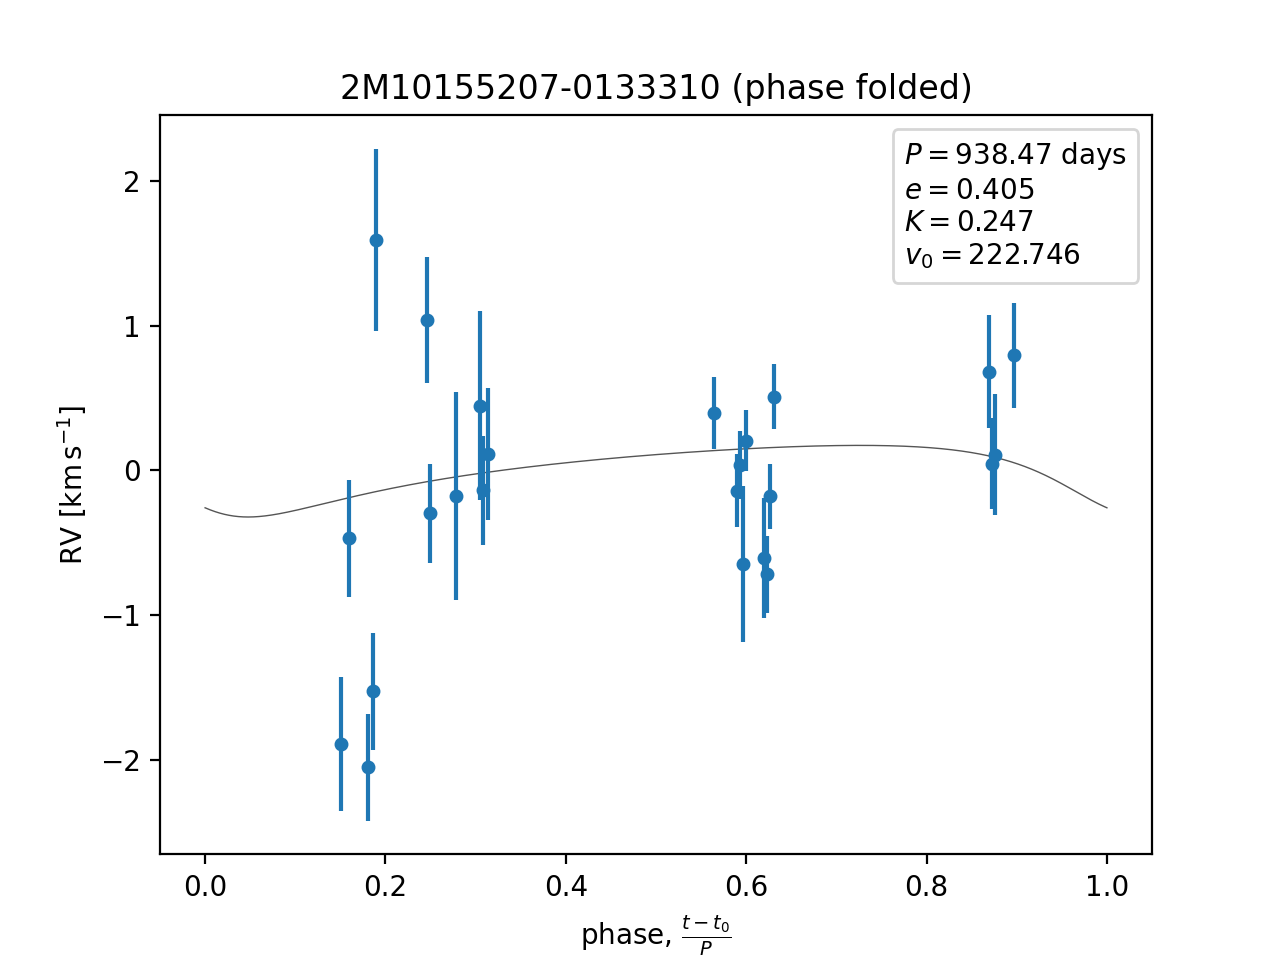 2M10155207-0133310 (phase folded)
P = 938.47 days
e = 0.405
K = 0.247
v₀ = 222.746
RV [km s⁻¹]
2
1
0
−1
−2
0.0 0.2 0.4 0.6 0.8 1.0
phase, (t − t₀)/P